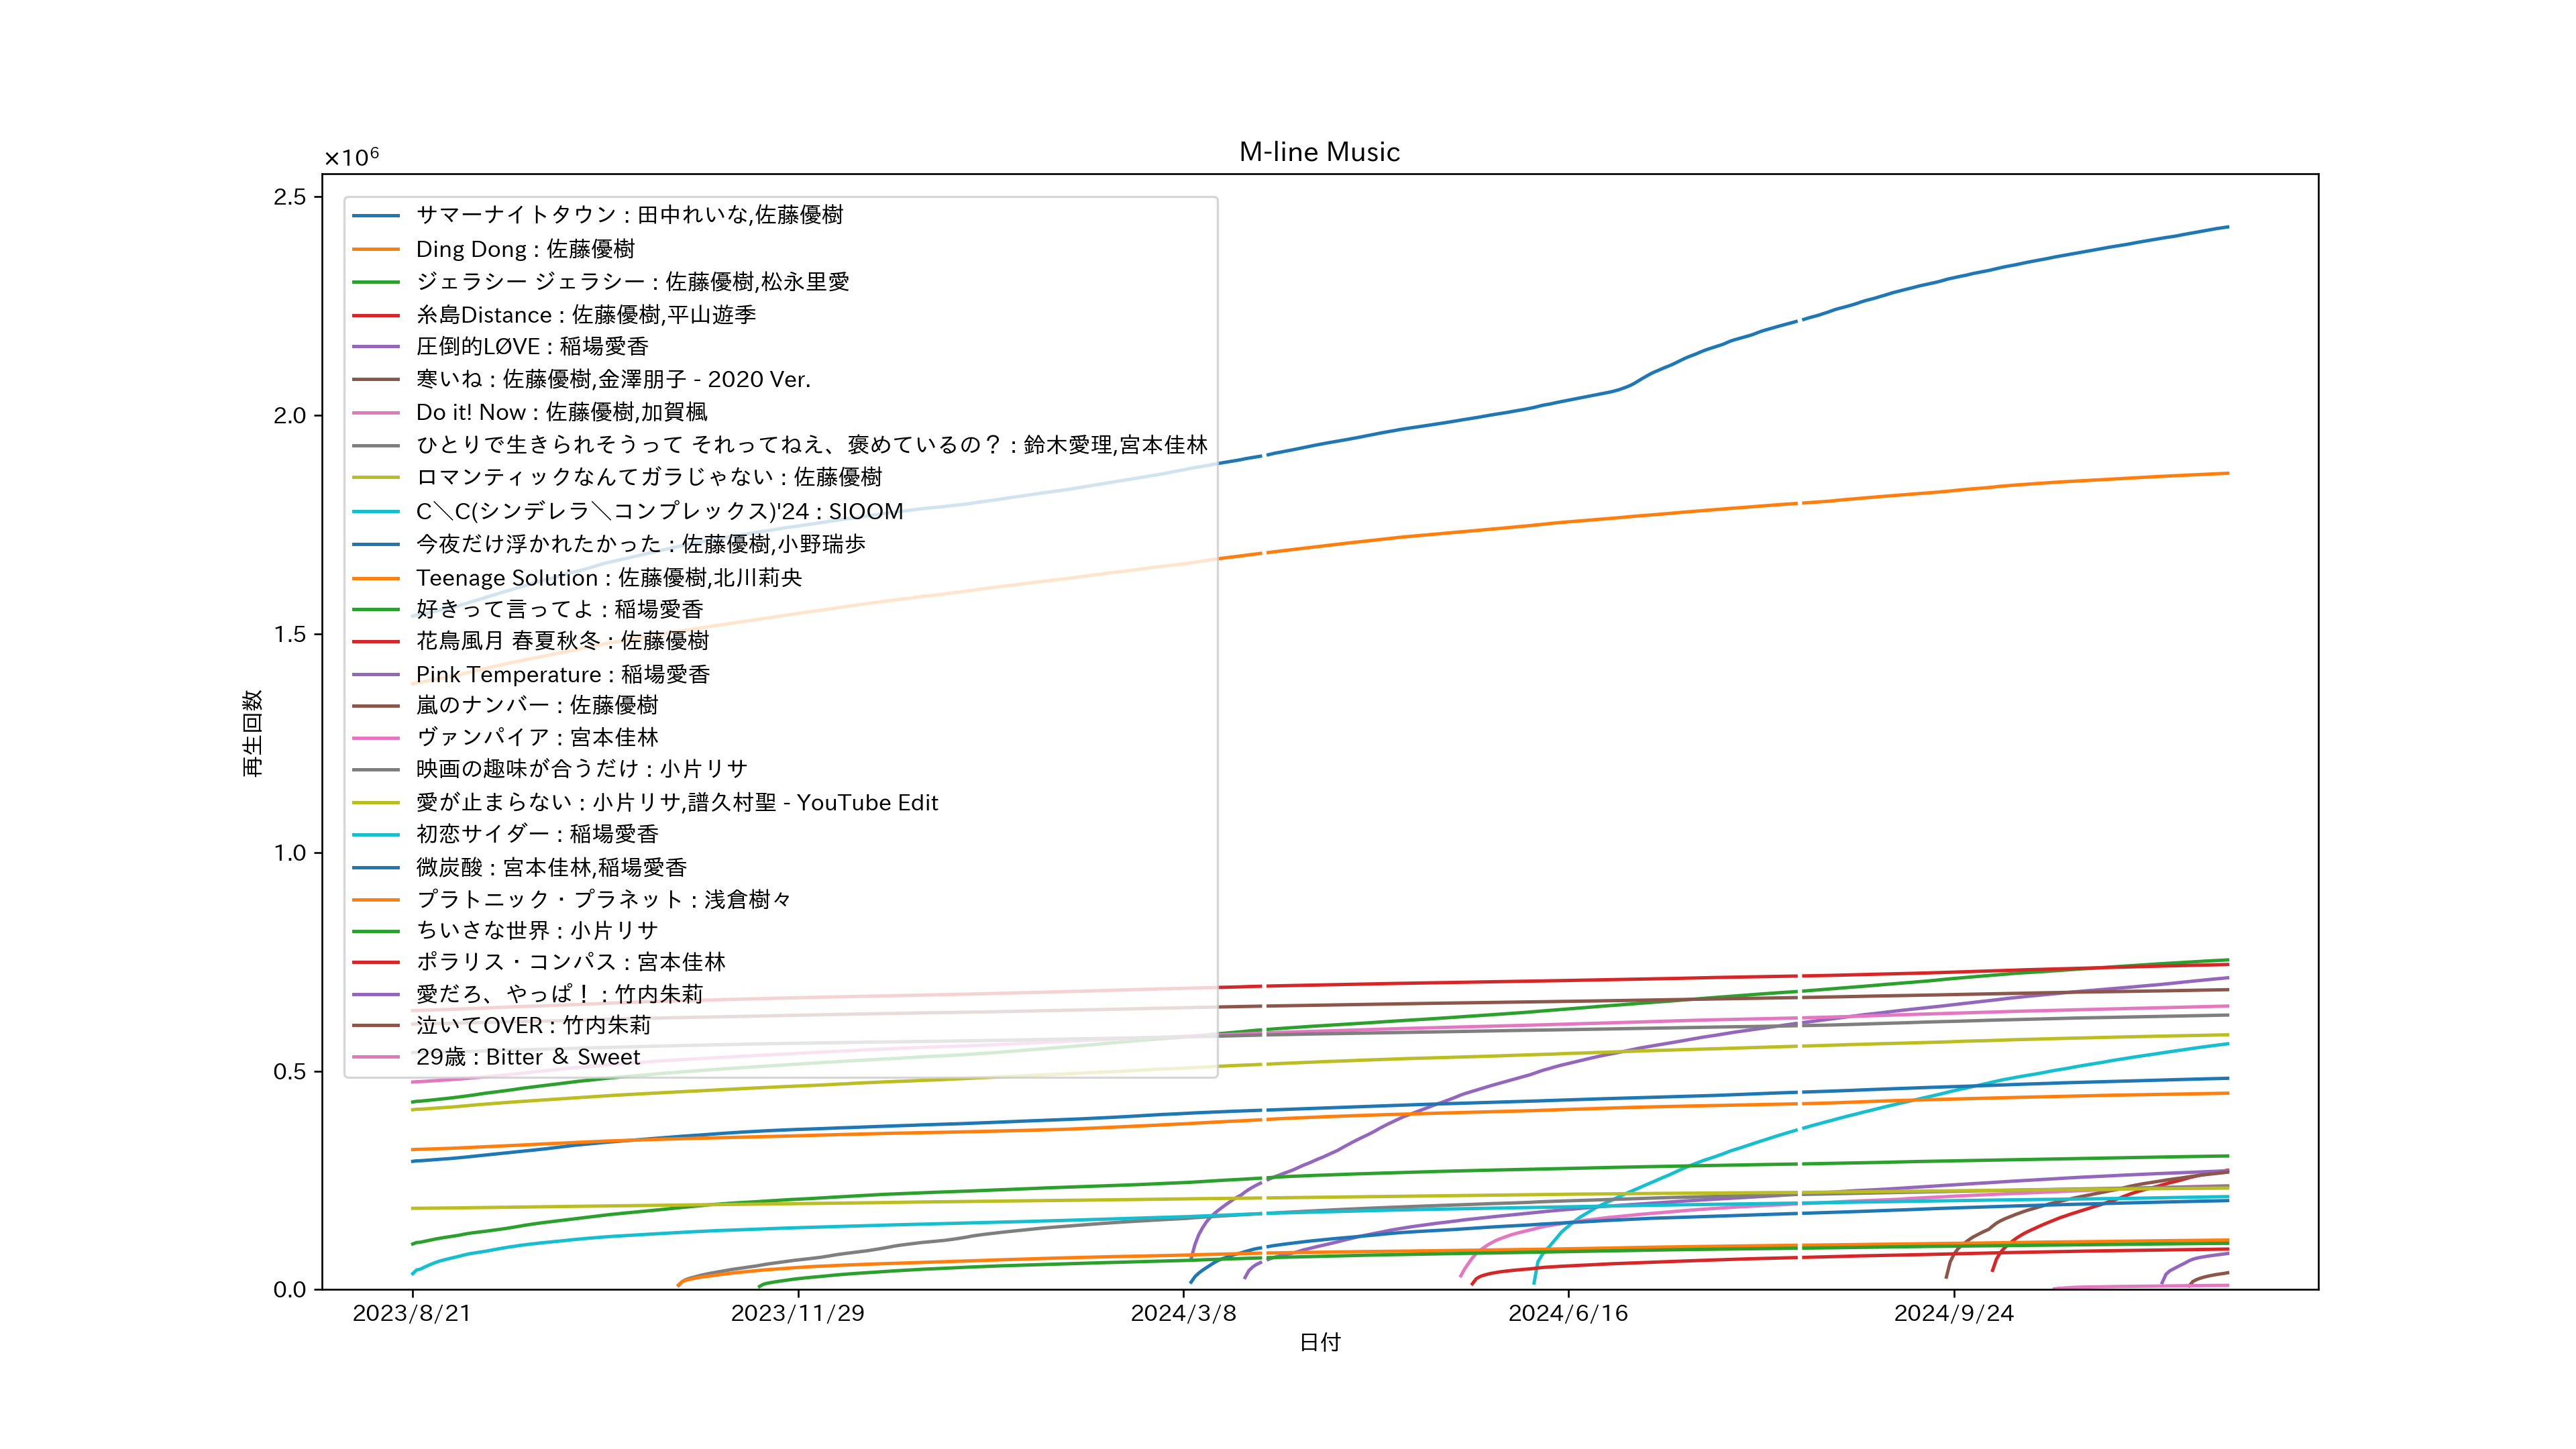 M-line Music
×10⁶
2.5
2.0
1.5
1.0
0.5
0.0
再生回数
サマーナイトタウン : 田中れいな,佐藤優樹
Ding Dong : 佐藤優樹
ジェラシー ジェラシー : 佐藤優樹,松永里愛
糸島Distance : 佐藤優樹,平山遊季
圧倒的LØVE : 稲場愛香
寒いね : 佐藤優樹,金澤朋子 - 2020 Ver.
Do it! Now : 佐藤優樹,加賀楓
ひとりで生きられそうって それってねえ、褒めているの？ : 鈴木愛理,宮本佳林
ロマンティックなんてガラじゃない : 佐藤優樹
C＼C(シンデレラ＼コンプレックス)'24 : SIOOM
今夜だけ浮かれたかった : 佐藤優樹,小野瑞歩
Teenage Solution : 佐藤優樹,北川莉央
好きって言ってよ : 稲場愛香
花鳥風月 春夏秋冬 : 佐藤優樹
Pink Temperature : 稲場愛香
嵐のナンバー : 佐藤優樹
ヴァンパイア : 宮本佳林
映画の趣味が合うだけ : 小片リサ
愛が止まらない : 小片リサ,譜久村聖 - YouTube Edit
初恋サイダー : 稲場愛香
微炭酸 : 宮本佳林,稲場愛香
プラトニック・プラネット : 浅倉樹々
ちいさな世界 : 小片リサ
ポラリス・コンパス : 宮本佳林
愛だろ、やっぱ！ : 竹内朱莉
泣いてOVER : 竹内朱莉
29歳 : Bitter ＆ Sweet
2023/8/21
2023/11/29
2024/3/8
2024/6/16
2024/9/24
日付